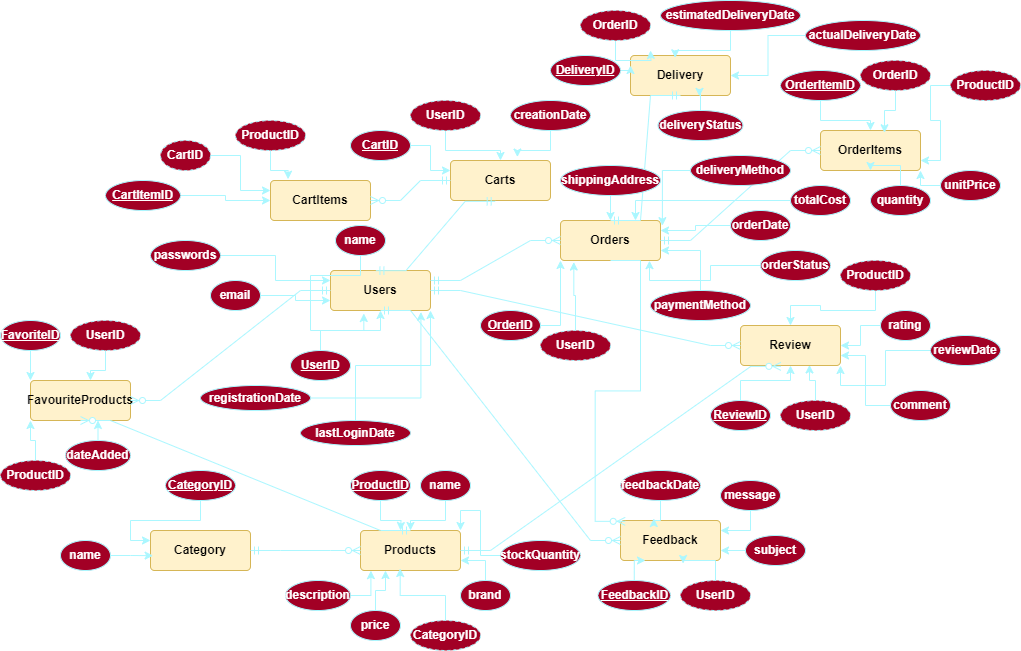 estimatedDeliveryDate
OrderID
actualDeliveryDate
DeliveryID
Delivery
OrderItemID
OrderID
ProductID
UserID
creationDate
deliveryStatus
ProductID
CartID
OrderItems
CartID
deliveryMethod
shippingAddress
Carts
unitPrice
CartItemID
CartItems
totalCost
quantity
orderDate
name
Orders
passwords
orderStatus
ProductID
email
Users
paymentMethod
OrderID
rating
FavoriteID
UserID
UserID
Review
reviewDate
UserID
registrationDate
FavouriteProducts
comment
ReviewID
UserID
lastLoginDate
dateAdded
ProductID
CategoryID
ProductID
name
feedbackDate
message
Category
Products
Feedback
name
stockQuantity
subject
description
brand
FeedbackID
UserID
price
CategoryID